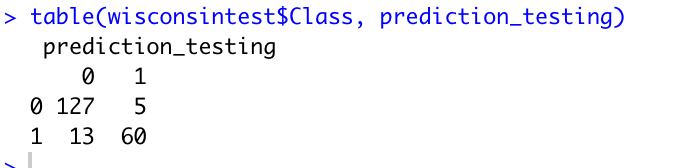 > table(wisconsintest$Class, prediction_testing)
   prediction_testing
      0   1
  0 127   5
  1  13  60
>